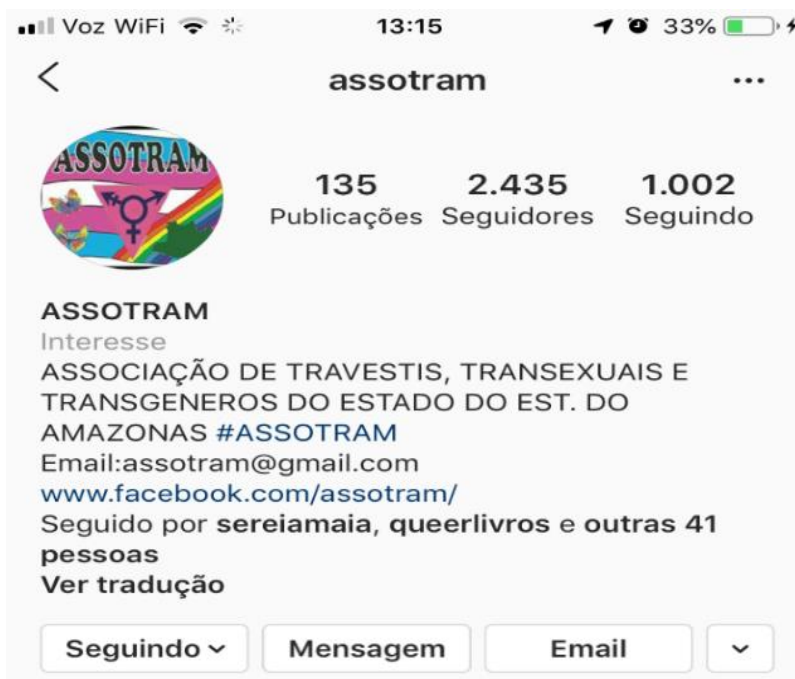 Voz WiFi 13:15 33%
assotram
ASSOTRAM
135 2.435 1.002
Publicações Seguidores Seguindo
ASSOTRAM
Interesse
ASSOCIAÇÃO DE TRAVESTIS, TRANSEXUAIS E
TRANSGENEROS DO ESTADO DO EST. DO
AMAZONAS #ASSOTRAM
Email:assotram@gmail.com
www.facebook.com/assotram/
Seguido por sereiamaia, queerlivros e outras 41
pessoas
Ver tradução
Seguindo Mensagem Email